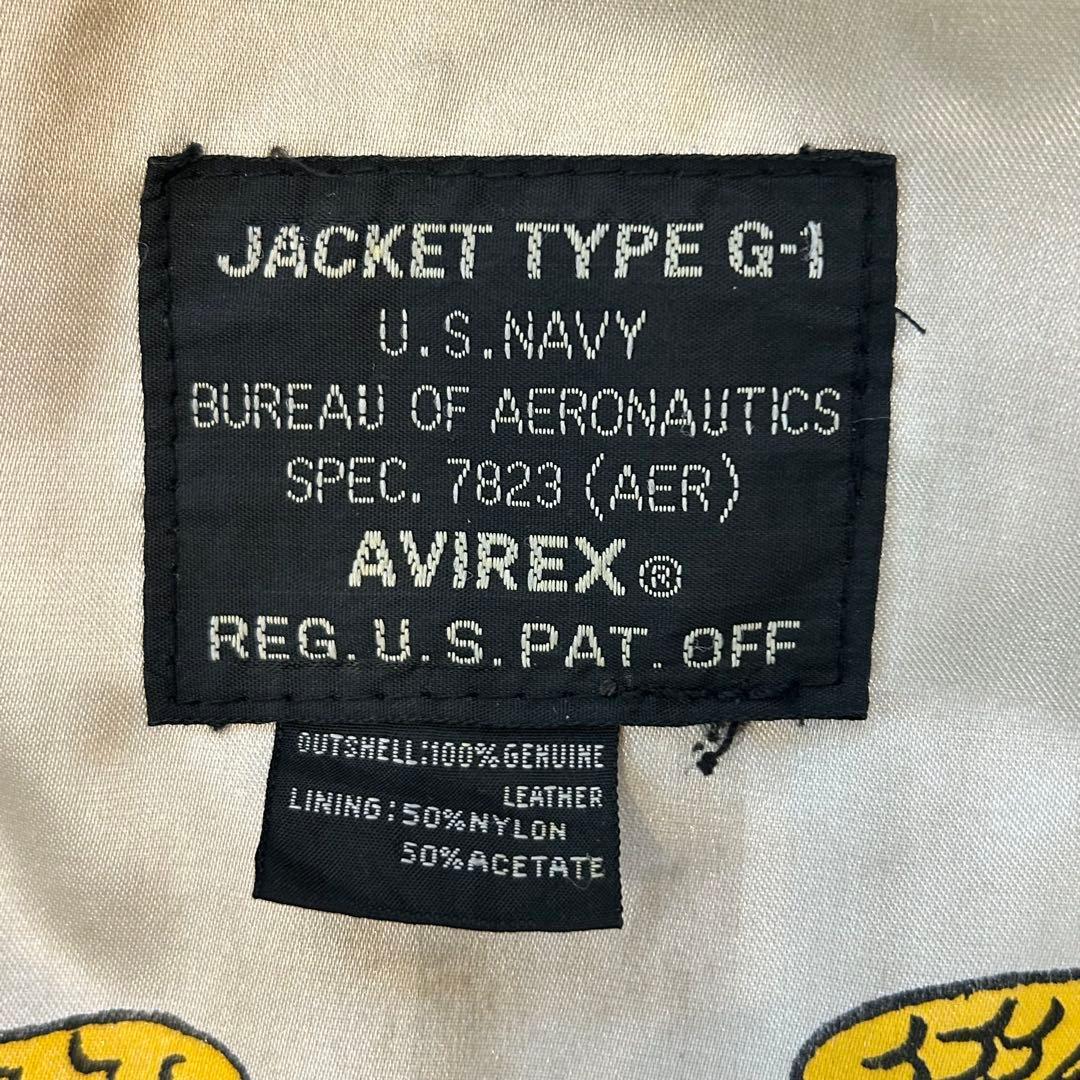 JACKET TYPE G-1
U.S.NAVY
BUREAU OF AERONAUTICS
SPEC. 7823 (AER)
AVIREX®
REG. U.S. PAT. OFF
OUTSHELL:100%GENUINE
LEATHER
LINING:50%NYLON
50%ACETATE